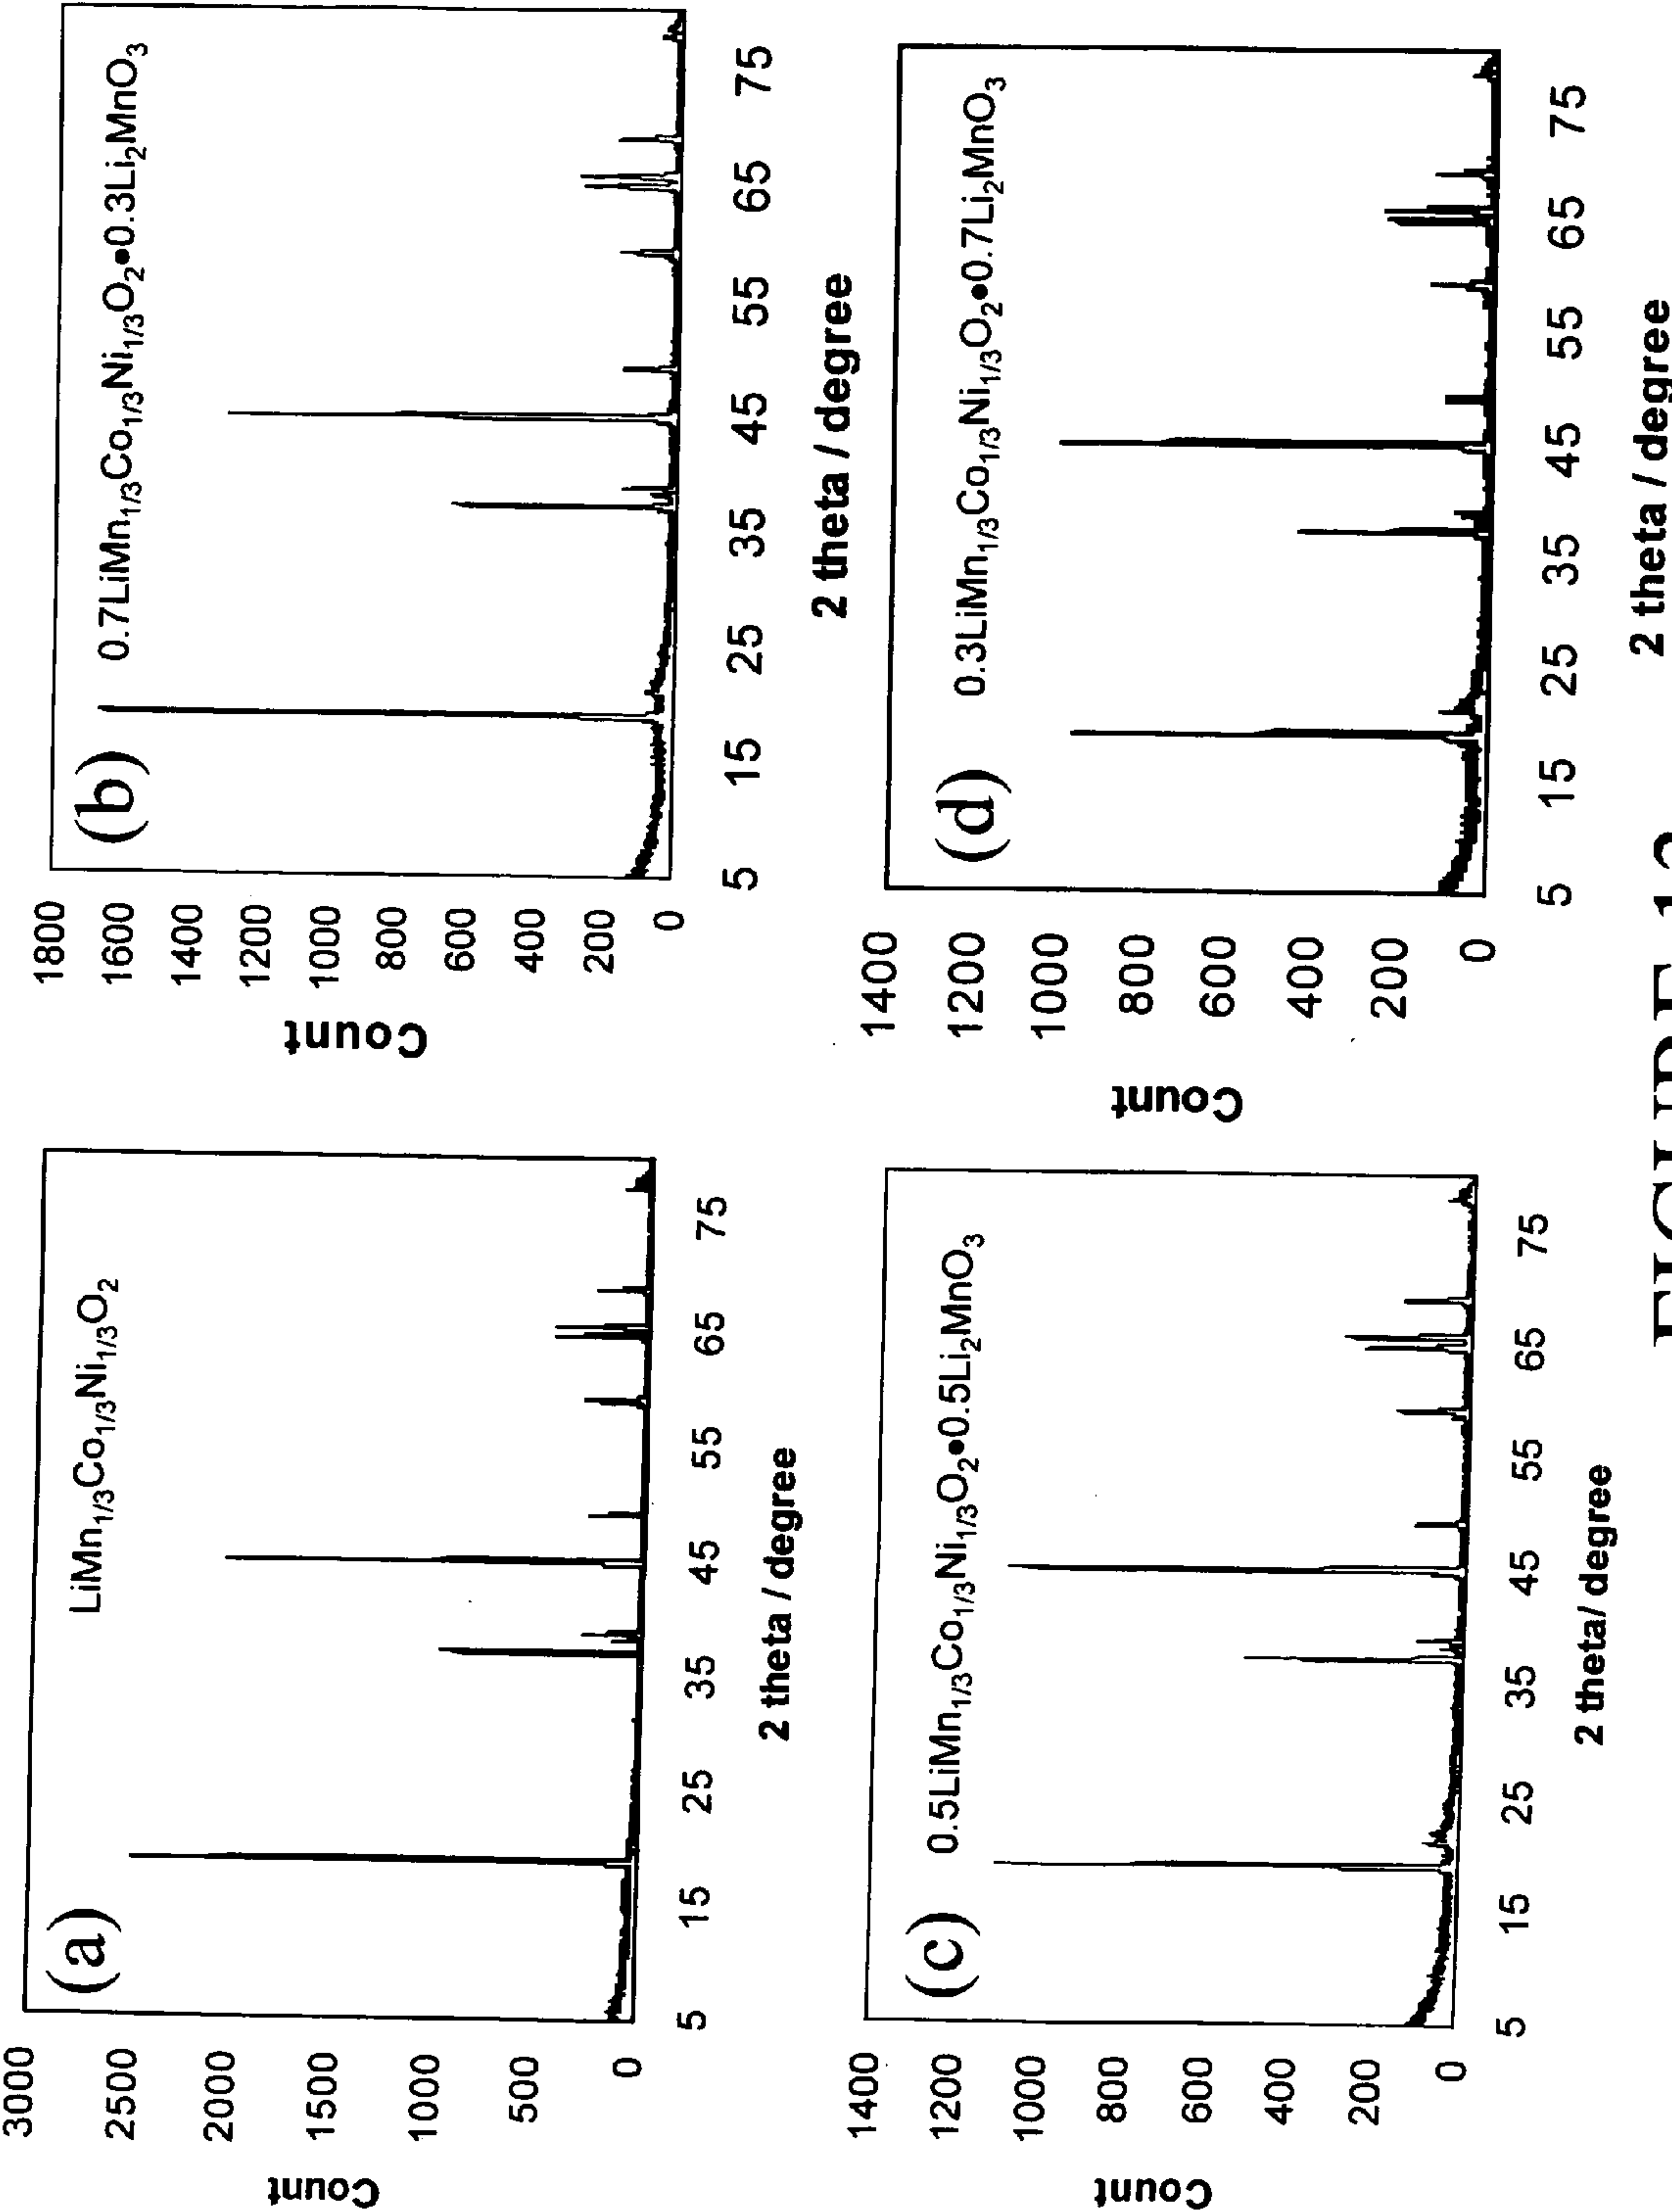 (a)
LiMn1/3Co1/3Ni1/3O2
Count
3000
2500
2000
1500
1000
500
0
5 15 25 35 45 55 65 75
2 theta / degree
(b)
0.7LiMn1/3Co1/3Ni1/3O2•0.3Li2MnO3
Count
1800
1600
1400
1200
1000
800
600
400
200
0
5 15 25 35 45 55 65 75
2 theta / degree
(c)
0.5LiMn1/3Co1/3Ni1/3O2•0.5Li2MnO3
Count
1400
1200
1000
800
600
400
200
0
5 15 25 35 45 55 65 75
2 theta/ degree
(d)
0.3LiMn1/3Co1/3Ni1/3O2•0.7Li2MnO3
Count
1400
1200
1000
800
600
400
200
0
5 15 25 35 45 55 65 75
2 theta / degree
FIGURE